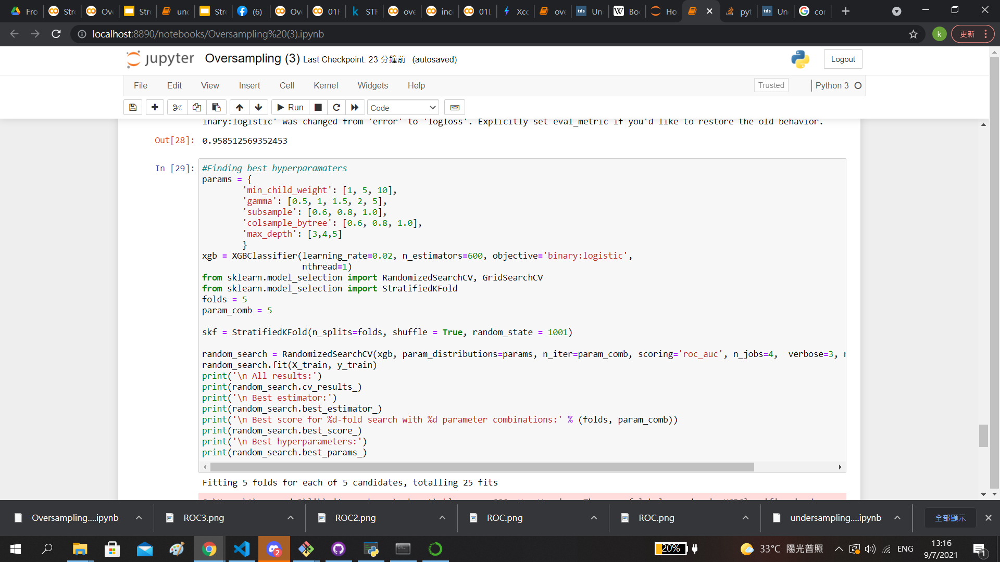 Fro
Str
Ove
Str
und
Str
(6)
Ove
01F
STR
ove
inc
01L
Xcc
ove
tds
Un
W
Boo
Ho
pyt
tds
Un
cor
localhost:8890/notebooks/Oversampling%20(3).ipynb
k
更新
jupyter Oversampling (3) Last Checkpoint: 23 分鐘前 (autosaved)
Logout
File Edit View Insert Cell Kernel Widgets Help
Trusted
Python 3
Run
Code
inary:logistic' was changed from 'error' to 'logloss'. Explicitly set eval_metric if you'd like to restore the old behavior.
Out[28]: 0.958512569352453
In [29]: #Finding best hyperparamaters
params = {
'min_child_weight': [1, 5, 10],
'gamma': [0.5, 1, 1.5, 2, 5],
'subsample': [0.6, 0.8, 1.0],
'colsample_bytree': [0.6, 0.8, 1.0],
'max_depth': [3,4,5]
}
xgb = XGBClassifier(learning_rate=0.02, n_estimators=600, objective='binary:logistic',
nthread=1)
from sklearn.model_selection import RandomizedSearchCV, GridSearchCV
from sklearn.model_selection import StratifiedKFold
folds = 5
param_comb = 5
skf = StratifiedKFold(n_splits=folds, shuffle = True, random_state = 1001)
random_search = RandomizedSearchCV(xgb, param_distributions=params, n_iter=param_comb, scoring='roc_auc', n_jobs=4,  verbose=3, r
random_search.fit(X_train, y_train)
print('\n All results:')
print(random_search.cv_results_)
print('\n Best estimator:')
print(random_search.best_estimator_)
print('\n Best score for %d-fold search with %d parameter combinations:' % (folds, param_comb))
print(random_search.best_score_)
print('\n Best hyperparameters:')
print(random_search.best_params_)
Fitting 5 folds for each of 5 candidates, totalling 25 fits
Oversampling....ipynb
ROC3.png
ROC2.png
ROC.png
ROC.png
undersampling....ipynb
全部顯示
2
20%
33°C 陽光普照
ENG
13:16
9/7/2021
1